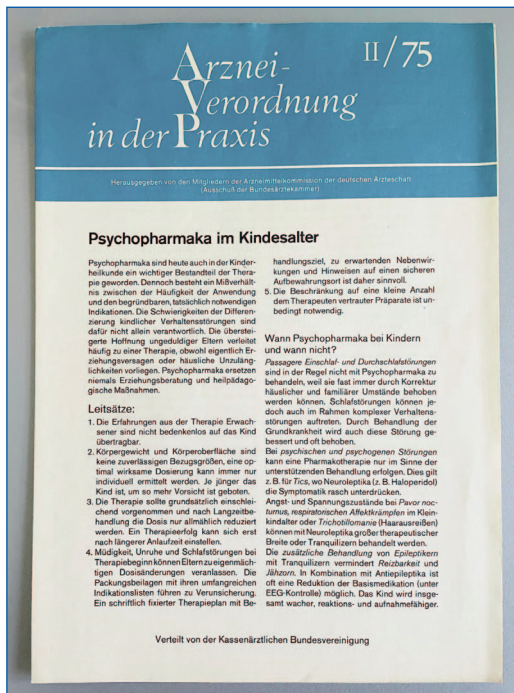 Arznei-
Verordnung
in der Praxis
II/75
Herausgegeben von den Mitgliedern der Arzneimittelkommission der deutschen Ärzteschaft
(Ausschuß der Bundesärztekammer)
Psychopharmaka im Kindesalter
Psychopharmaka sind heute auch in der Kinder-
heilkunde ein wichtiger Bestandteil der Thera-
pie geworden. Dennoch besteht ein Mißverhält-
nis zwischen der Häufigkeit der Anwendung
und den begründbaren, tatsächlich notwendigen
Indikationen. Die Schwierigkeiten der Differen-
zierung kindlicher Verhaltensstörungen sind
dafür nicht allein verantwortlich. Die überstei-
gerte Hoffnung ungeduldiger Eltern verleitet
häufig zu einer Therapie, obwohl eigentlich Er-
ziehungsversagen oder häusliche Unzuläng-
lichkeiten vorliegen. Psychopharmaka ersetzen
niemals Erziehungsberatung und heilpädago-
gische Maßnahmen.
Leitsätze:
1. Die Erfahrungen aus der Therapie Erwach-
sener sind nicht bedenkenlos auf das Kind
übertragbar.
2. Körpergewicht und Körperoberfläche sind
keine zuverlässigen Bezugsgrößen, eine op-
timal wirksame Dosierung kann immer nur
individuell ermittelt werden. Je jünger das
Kind ist, um so mehr Vorsicht ist geboten.
3. Die Therapie sollte grundsätzlich einschlei-
chend vorgenommen und nach Langzeitbe-
handlung die Dosis nur allmählich reduziert
werden. Ein Therapieerfolg kann sich erst
nach längerer Anlaufzeit einstellen.
4. Müdigkeit, Unruhe und Schlafstörungen bei
Therapiebeginn können Eltern zu eigenmäch-
tigen Dosisänderungen veranlassen. Die
Packungsbeilagen mit ihren umfangreichen
Indikationslisten führen zu Verunsicherung.
Ein schriftlich fixierter Therapieplan mit Be-
handlungsziel, zu erwartenden Nebenwir-
kungen und Hinweisen auf einen sicheren
Aufbewahrungsort ist daher sinnvoll.
5. Die Beschränkung auf eine kleine Anzahl
dem Therapeuten vertrauter Präparate ist un-
bedingt notwendig.
Wann Psychopharmaka bei Kindern
und wann nicht?
Passagere Einschlaf- und Durchschlafstörungen
sind in der Regel nicht mit Psychopharmaka zu
behandeln, weil sie fast immer durch Korrektur
häuslicher und familiärer Umstände behoben
werden können. Schlafstörungen können je-
doch auch im Rahmen komplexer Verhaltens-
störungen auftreten. Durch Behandlung der
Grundkrankheit wird auch diese Störung ge-
bessert und oft behoben.
Bei psychischen und psychogenen Störungen
kann eine Pharmakotherapie nur im Sinne der
unterstützenden Behandlung erfolgen. Dies gilt
z. B. für Tics, wo Neuroleptika (z. B. Haloperidol)
die Symptomatik rasch unterdrücken.
Angst- und Spannungszustände bei Pavor noc-
turnus, respiratorischen Affektkrämpfen im Klein-
kindalter oder Trichotillomanie (Haarausreißen)
können mit Neuroleptika großer therapeutischer
Breite oder Tranquilizern behandelt werden.
Die zusätzliche Behandlung von Epileptikern
mit Tranquilizern vermindert Reizbarkeit und
Jähzorn. In Kombination mit Antiepileptika ist
oft eine Reduktion der Basismedikation (unter
EEG-Kontrolle) möglich. Das Kind wird insge-
samt wacher, reaktions- und aufnahmefähiger.
Verteilt von der Kassenärztlichen Bundesvereinigung